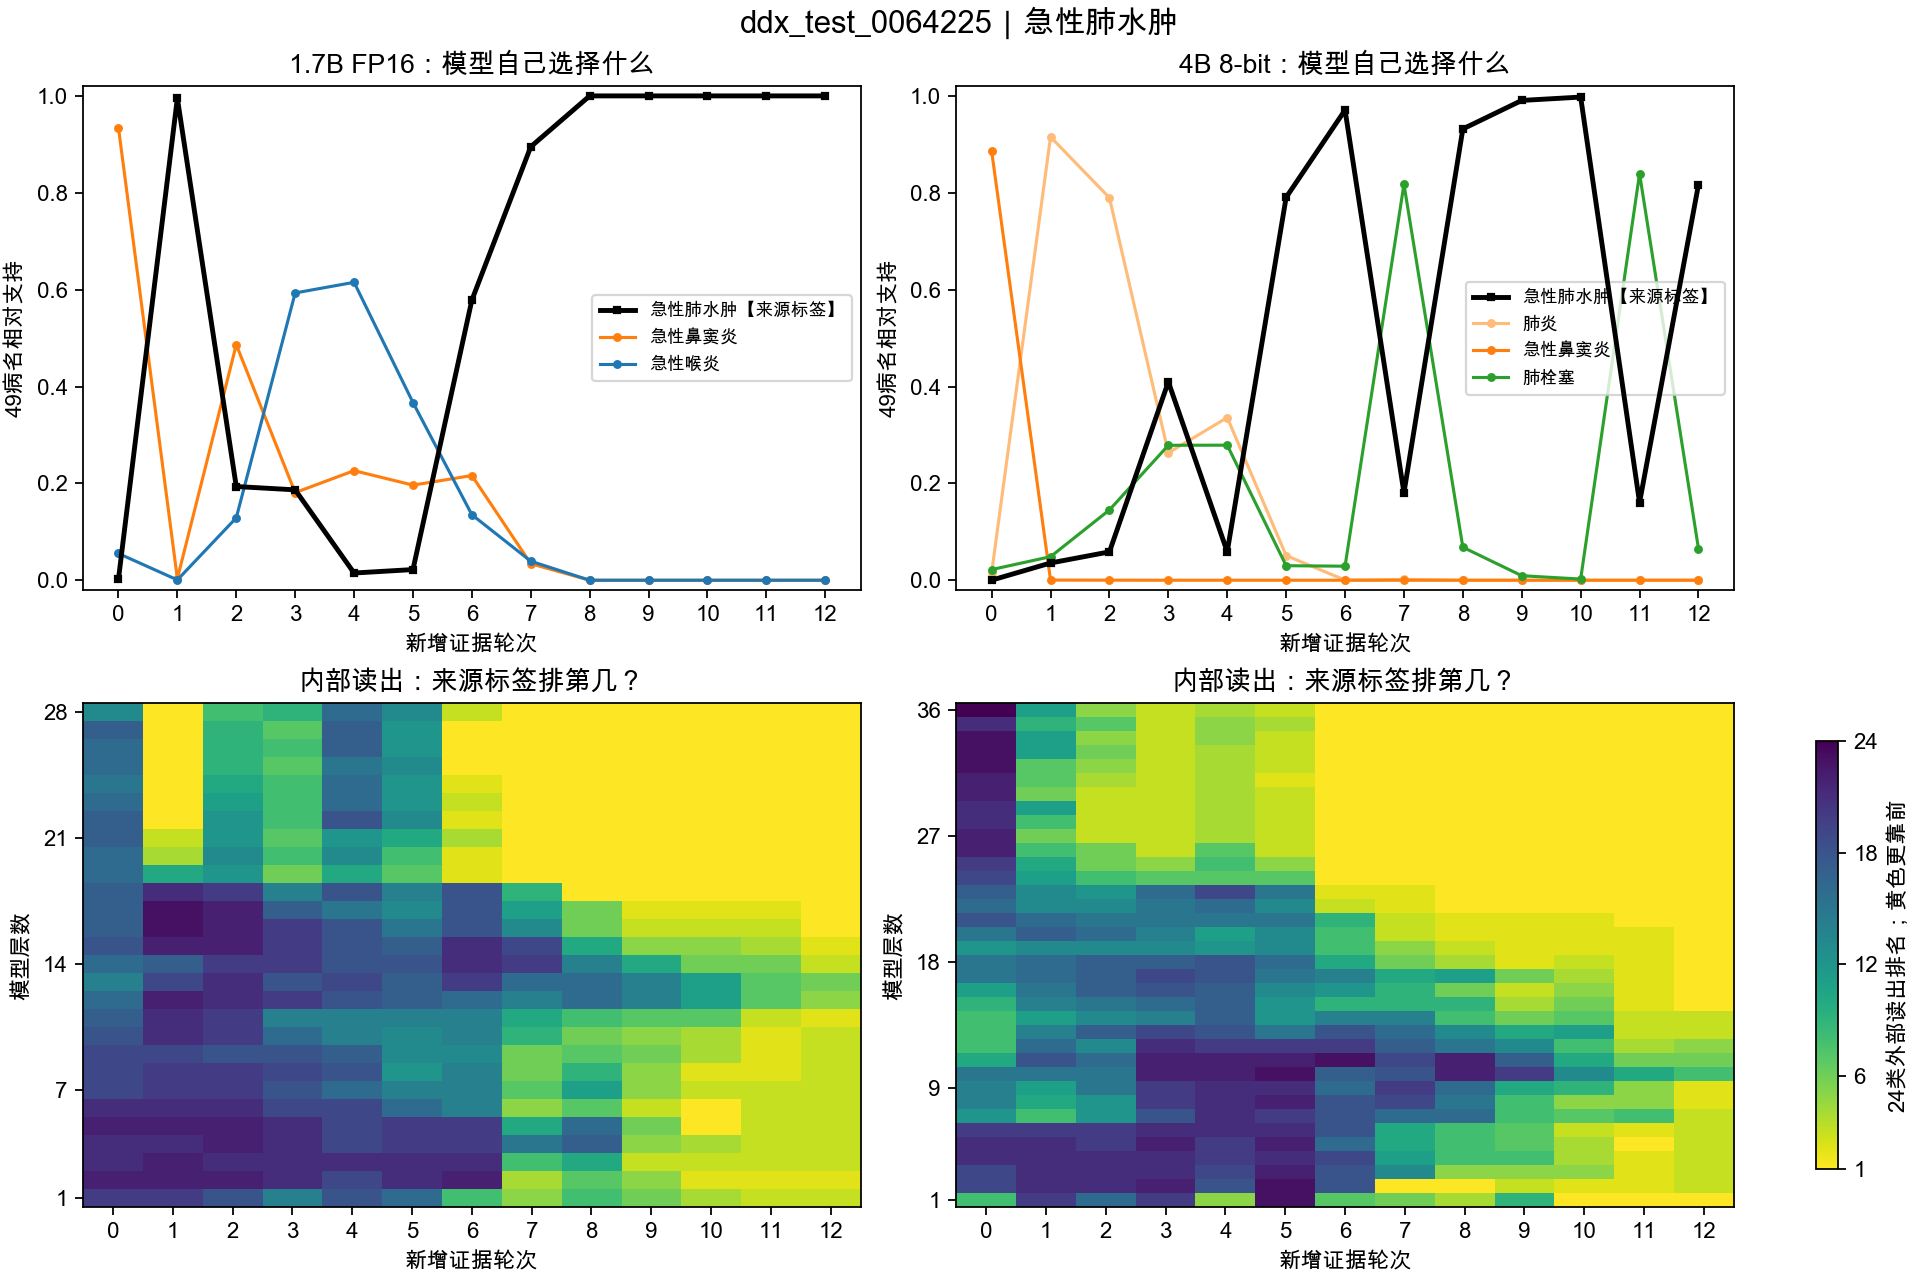 ddx_test_0064225 | 急性肺水肿
1.7B FP16：模型自己选择什么
49病名相对支持
1.0
0.8
0.6
0.4
0.2
0.0
急性肺水肿【来源标签】
急性鼻窦炎
急性喉炎
0 1 2 3 4 5 6 7 8 9 10 11 12
新增证据轮次
4B 8-bit：模型自己选择什么
49病名相对支持
1.0
0.8
0.6
0.4
0.2
0.0
急性肺水肿【来源标签】
肺炎
急性鼻窦炎
肺栓塞
0 1 2 3 4 5 6 7 8 9 10 11 12
新增证据轮次
内部读出：来源标签排第几？
模型层数
28
21
14
7
1
0 1 2 3 4 5 6 7 8 9 10 11 12
新增证据轮次
内部读出：来源标签排第几？
模型层数
36
27
18
9
1
0 1 2 3 4 5 6 7 8 9 10 11 12
新增证据轮次
24
18
12
6
1
24类外部读出排名；黄色更靠前